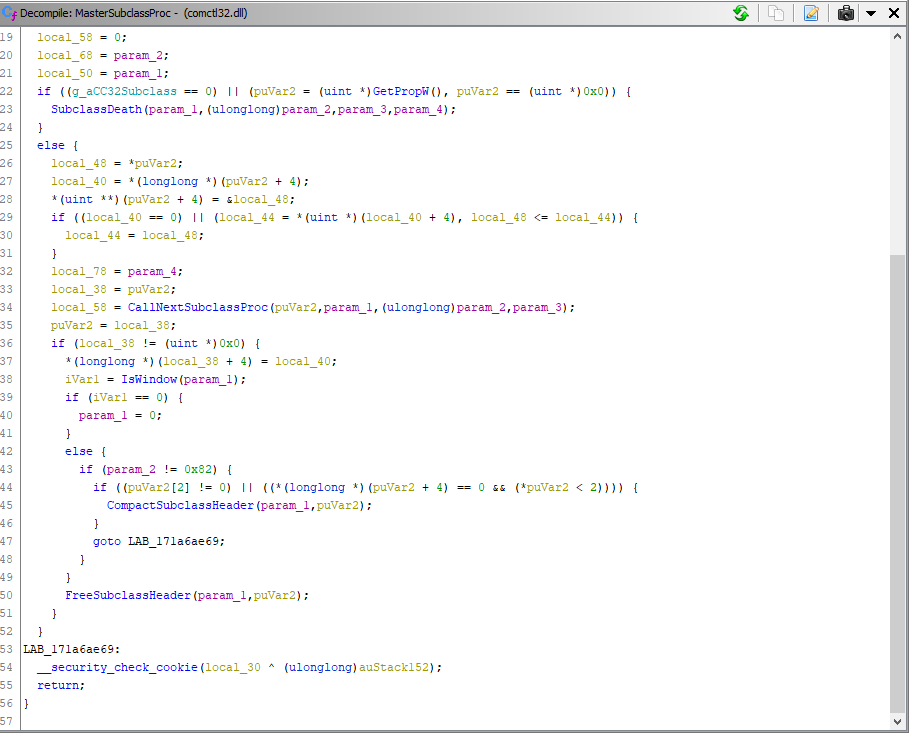 Decompile: MasterSubclassProc - (comctl32.dll)
19 local_58 = 0;
20 local_68 = param_2;
21 local_50 = param_1;
22 if ((g_aCC32Subclass == 0) || (puVar2 = (uint *)GetPropW(), puVar2 == (uint *)0x0)) {
23 SubclassDeath(param_1,(ulonglong)param_2,param_3,param_4);
24 }
25 else {
26 local_48 = *puVar2;
27 local_40 = *(longlong *)(puVar2 + 4);
28 *(uint **)(puVar2 + 4) = &local_48;
29 if ((local_40 == 0) || (local_44 = *(uint *)(local_40 + 4), local_48 <= local_44)) {
30 local_44 = local_48;
31 }
32 local_78 = param_4;
33 local_38 = puVar2;
34 local_58 = CallNextSubclassProc(puVar2,param_1,(ulonglong)param_2,param_3);
35 puVar2 = local_38;
36 if (local_38 != (uint *)0x0) {
37 *(longlong *)(local_38 + 4) = local_40;
38 iVar1 = IsWindow(param_1);
39 if (iVar1 == 0) {
40 param_1 = 0;
41 }
42 else {
43 if (param_2 != 0x82) {
44 if ((puVar2[2] != 0) || ((*(longlong *)(puVar2 + 4) == 0 && (*puVar2 < 2)))) {
45 CompactSubclassHeader(param_1,puVar2);
46 }
47 goto LAB_171a6ae69;
48 }
49 }
50 FreeSubclassHeader(param_1,puVar2);
51 }
52 }
53 LAB_171a6ae69:
54 __security_check_cookie(local_30 ^ (ulonglong)auStack152);
55 return;
56 }
57